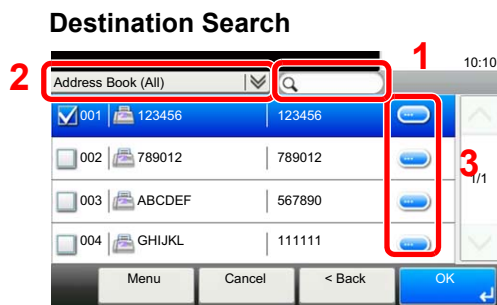 Destination Search
1
10:10
2
Address Book (All)
001 123456 123456
002 789012 789012
3
1/1
003 ABCDEF 567890
004 GHIJKL 111111
Menu Cancel < Back OK